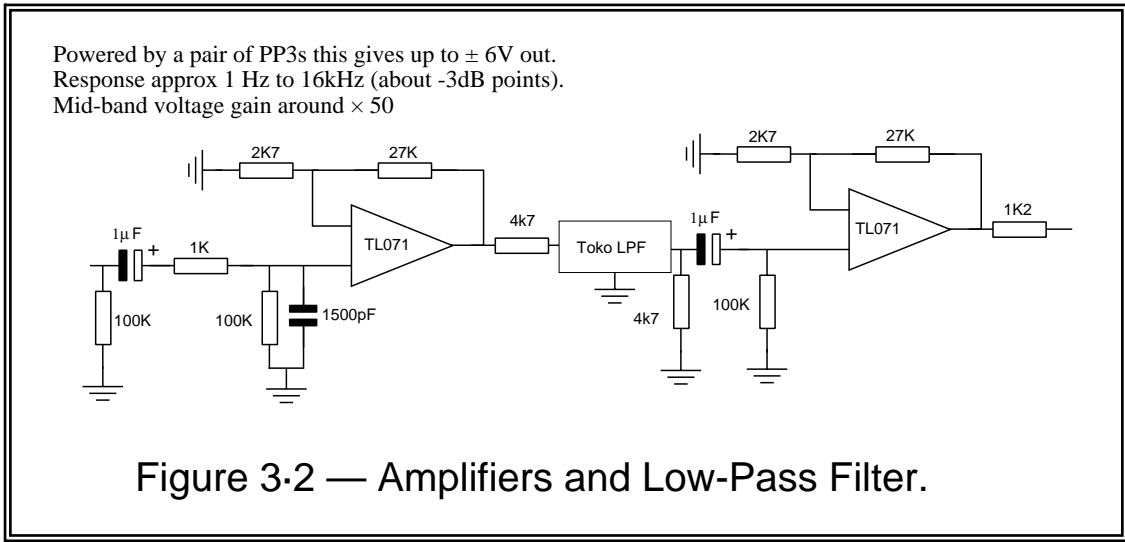 Powered by a pair of PP3s this gives up to ± 6V out.
Response approx 1 Hz to 16kHz (about -3dB points).
Mid-band voltage gain around × 50
2K7
27K
2K7
27K
1µF
+
1K
TL071
4k7
Toko LPF
1µF
+
TL071
1K2
100K
100K
1500pF
4k7
100K
Figure 3·2 — Amplifiers and Low-Pass Filter.